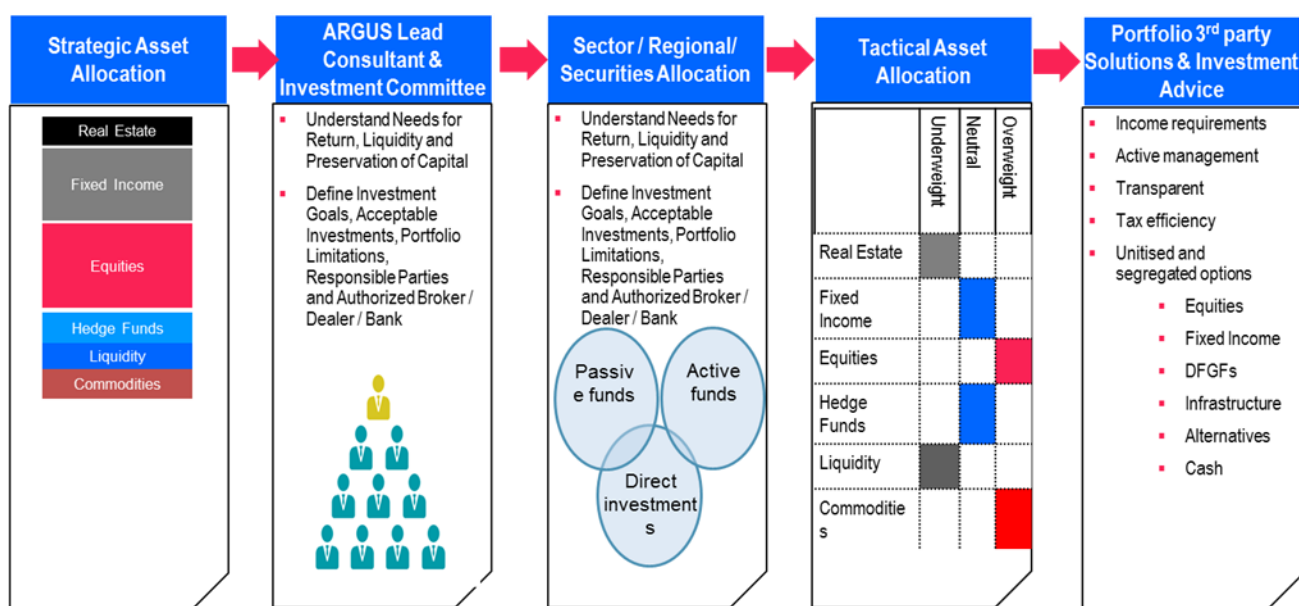 Strategic Asset
Allocation
Real Estate
Fixed Income
Equities
Hedge Funds
Liquidity
Commodities
ARGUS Lead
Consultant &
Investment Committee
Understand Needs for
Return, Liquidity and
Preservation of Capital
Define Investment
Goals, Acceptable
Investments, Portfolio
Limitations,
Responsible Parties
and Authorized Broker /
Dealer / Bank
Sector / Regional/
Securities Allocation
Understand Needs for
Return, Liquidity and
Preservation of Capital
Define Investment
Goals, Acceptable
Investments, Portfolio
Limitations,
Responsible Parties
and Authorized Broker /
Dealer / Bank
Passiv
e funds
Active
funds
Direct
investment
s
Tactical Asset
Allocation
Underweight
Neutral
Overweight
Real Estate
Fixed
Income
Equities
Hedge
Funds
Liquidity
Commoditie
s
Portfolio 3rd party
Solutions & Investment
Advice
Income requirements
Active management
Transparent
Tax efficiency
Unitised and
segregated options
Equities
Fixed Income
DFGFs
Infrastructure
Alternatives
Cash